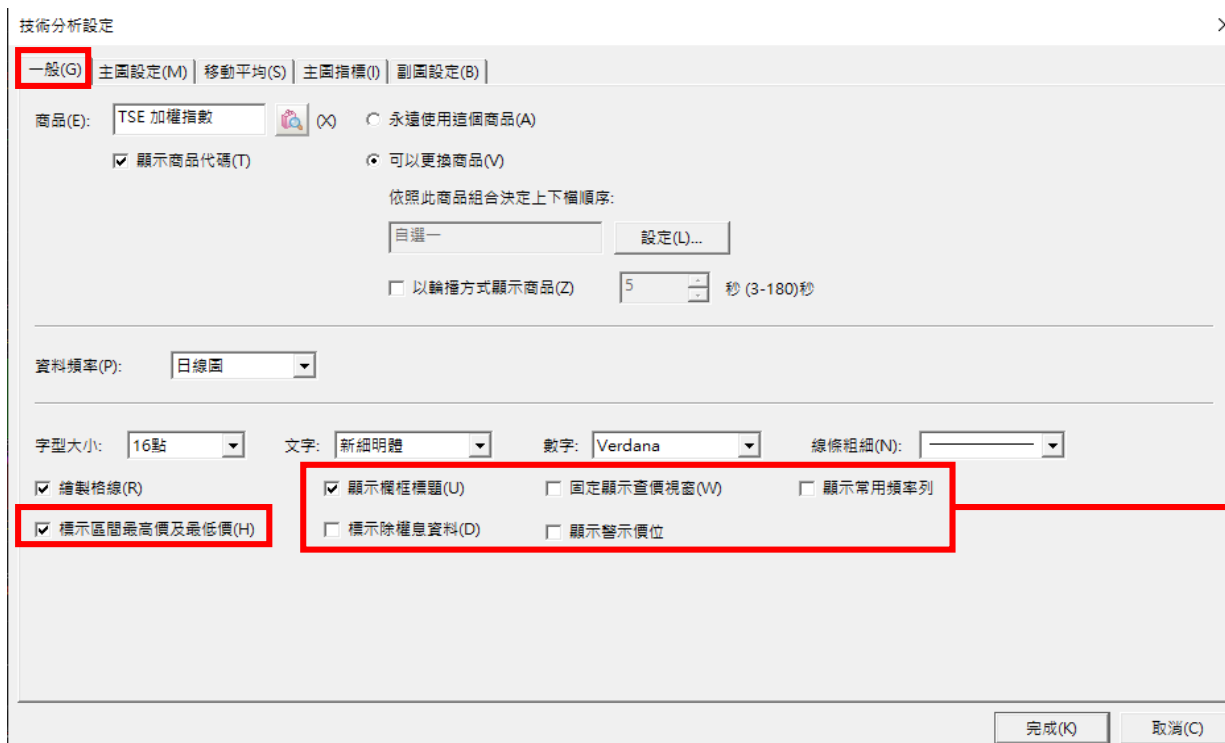 技術分析設定
一般(G) 主圖設定(M) 移動平均(S) 主圖指標(I) 副圖設定(B)
商品(E): TSE 加權指數 (X) 永遠使用這個商品(A)
顯示商品代碼(T) 可以更換商品(V)
依照此商品組合決定上下檔順序:
自選一 設定(L)...
以輪播方式顯示商品(Z) 5 秒 (3-180)秒
資料頻率(P): 日線圖
字型大小: 16點 文字: 新細明體 數字: Verdana 線條粗細(N):
繪製格線(R) 顯示欄框標題(U) 固定顯示查價視窗(W) 顯示常用頻率列
標示區間最高價及最低價(H) 標示除權息資料(D) 顯示警示價位
完成(K) 取消(C)